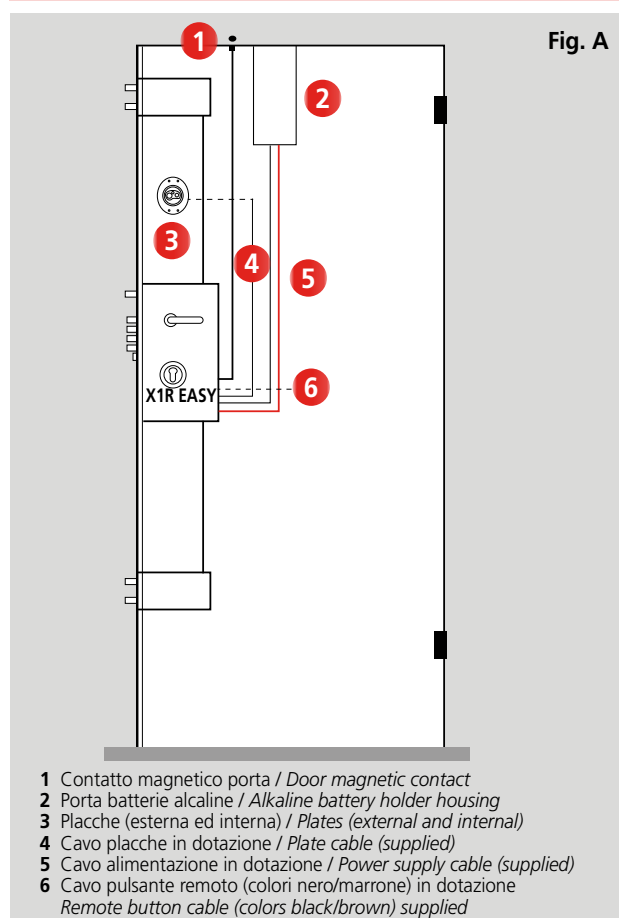 Fig. A
1
2
3
4
5
6
X1R EASY
1 Contatto magnetico porta / Door magnetic contact
2 Porta batterie alcaline / Alkaline battery holder housing
3 Placche (esterna ed interna) / Plates (external and internal)
4 Cavo placche in dotazione / Plate cable (supplied)
5 Cavo alimentazione in dotazione / Power supply cable (supplied)
6 Cavo pulsante remoto (colori nero/marrone) in dotazione
Remote button cable (colors black/brown) supplied